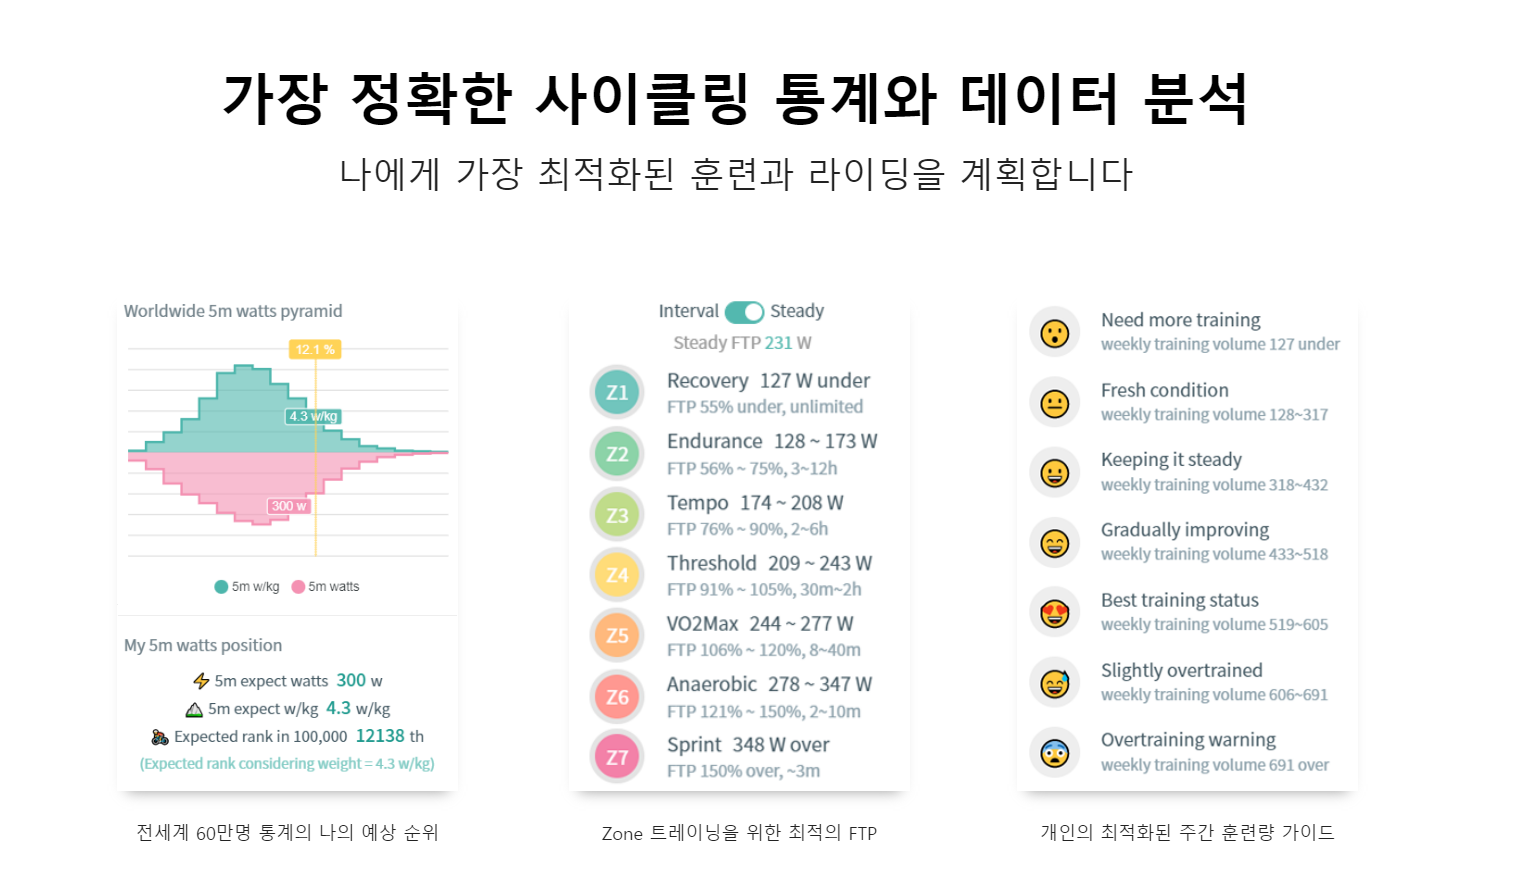 가장 정확한 사이클링 통계와 데이터 분석
나에게 가장 최적화된 훈련과 라이딩을 계획합니다
Worldwide 5m watts pyramid
12.1 %
4.3 w/kg
300 w
5m w/kg 5m watts
My 5m watts position
5m expect watts 300 w
5m expect w/kg 4.3 w/kg
Expected rank in 100,000 12138 th
(Expected rank considering weight = 4.3 w/kg)
전세계 60만명 통계의 나의 예상 순위
Interval Steady
Steady FTP 231 W
Z1 Recovery 127 W under
FTP 55% under, unlimited
Z2 Endurance 128 ~ 173 W
FTP 56% ~ 75%, 3~12h
Z3 Tempo 174 ~ 208 W
FTP 76% ~ 90%, 2~6h
Z4 Threshold 209 ~ 243 W
FTP 91% ~ 105%, 30m~2h
Z5 VO2Max 244 ~ 277 W
FTP 106% ~ 120%, 8~40m
Z6 Anaerobic 278 ~ 347 W
FTP 121% ~ 150%, 2~10m
Z7 Sprint 348 W over
FTP 150% over, ~3m
Zone 트레이닝을 위한 최적의 FTP
Need more training
weekly training volume 127 under
Fresh condition
weekly training volume 128~317
Keeping it steady
weekly training volume 318~432
Gradually improving
weekly training volume 433~518
Best training status
weekly training volume 519~605
Slightly overtrained
weekly training volume 606~691
Overtraining warning
weekly training volume 691 over
개인의 최적화된 주간 훈련량 가이드